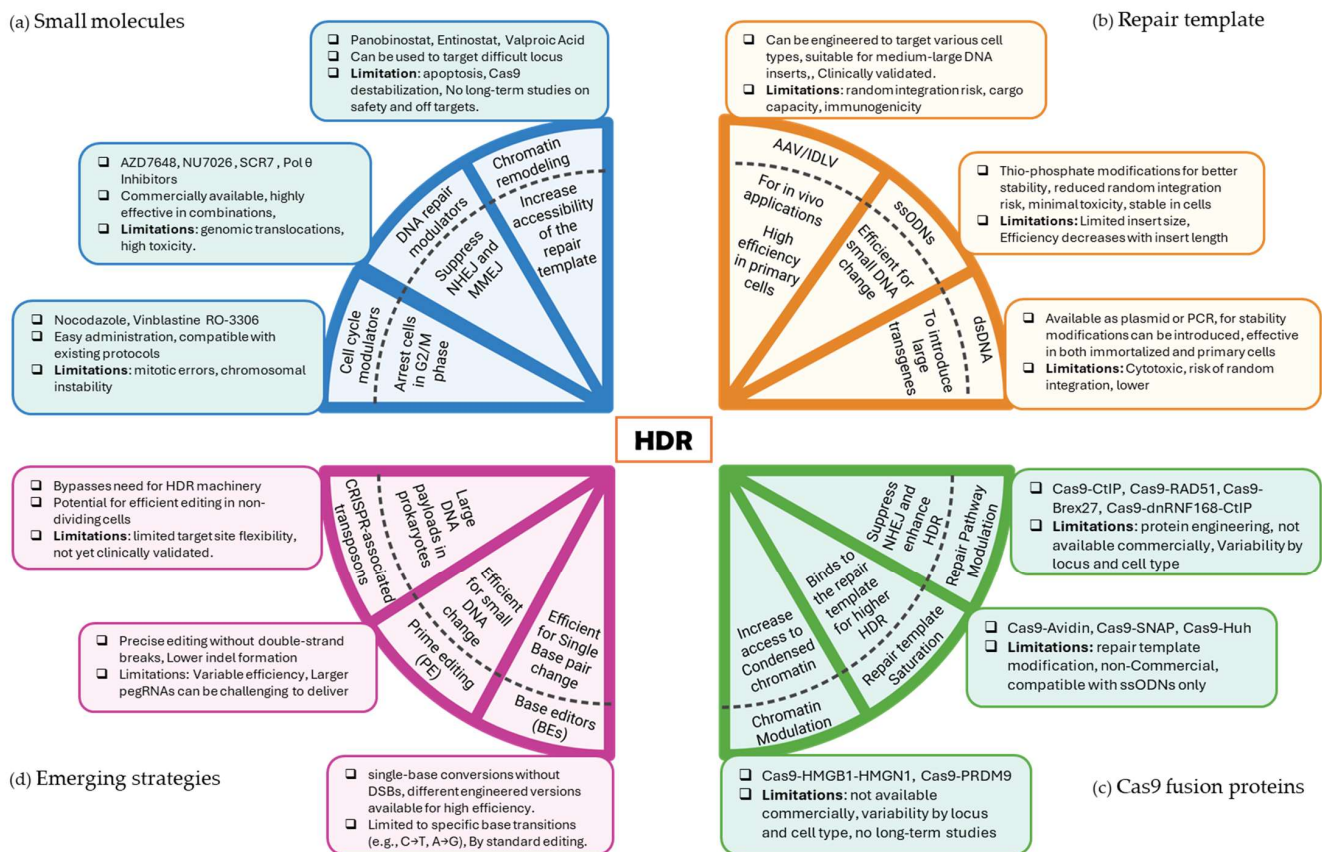 (a) Small molecules
❑ Panobinostat, Entinostat, Valproic Acid
❑ Can be used to target difficult locus
❑ Limitation: apoptosis, Cas9
destabilization, No long-term studies on
safety and off targets.
❑ AZD7648, NU7026 , SCR7 , Pol θ
Inhibitors
❑ Commercially available, highly
effective in combinations,
❑ Limitations: genomic translocations,
high toxicity.
❑ Nocodazole, Vinblastine RO-3306
❑ Easy administration, compatible with
existing protocols
❑ Limitations: mitotic errors, chromosomal
instability
Chromatin
remodeling
Increase
accessibility
of the
repair
template
DNA repair
modulators
Suppress
NHEJ and
MMEJ
Cell cycle
modulators
Arrest cells
in G2/M
phase
(b) Repair template
❑ Can be engineered to target various cell
types, suitable for medium-large DNA
inserts,, Clinically validated.
❑ Limitations: random integration risk, cargo
capacity, immunogenicity
❑ Thio-phosphate modifications for better
stability, reduced random integration
risk, minimal toxicity, stable in cells
❑ Limitations: Limited insert size,
Efficiency decreases with insert length
❑ Available as plasmid or PCR, for stability
modifications can be introduced, effective
in both immortalized and primary cells
❑ Limitations: Cytotoxic, risk of random
integration, lower
AAV/IDLV
For in vivo
applications
High
efficiency
in primary
cells
ssODNs
Efficient for
small DNA
change
dsDNA
To introduce
large
transgenes
HDR
❑ Bypasses need for HDR machinery
❑ Potential for efficient editing in non-
dividing cells
❑ Limitations: limited target site flexibility,
not yet clinically validated.
❑ Precise editing without double-strand
breaks, Lower indel formation
❑ Limitations: Variable efficiency, Larger
pegRNAs can be challenging to deliver
❑ single-base conversions without
DSBs, different engineered versions
available for high efficiency.
❑ Limited to specific base transitions
(e.g., C→T, A→G), By standard editing.
CRISPR-associated
transposons
Large
DNA
payloads in
prokaryotes
Prime editing
(PE)
Efficient
for small
DNA
change
Efficient
for Single
Base pair
change
Base editors
(BEs)
(d) Emerging strategies
❑ Cas9-CtIP, Cas9-RAD51, Cas9-
Brex27, Cas9-dnRNF168-CtIP
❑ Limitations: protein engineering, not
available commercially, Variability by
locus and cell type
❑ Cas9-Avidin, Cas9-SNAP, Cas9-Huh
❑ Limitations: repair template
modification, non-Commercial,
compatible with ssODNs only
❑ Cas9-HMGB1-HMGN1, Cas9-PRDM9
❑ Limitations: not available
commercially, variability by locus
and cell type, no long-term studies
Suppress
NHEJ and
enhance
HDR
Repair Pathway
Modulation
Binds to
the repair
template
for higher
HDR
Repair template
Saturation
Increase
access to
Condensed
chromatin
Chromatin
Modulation
(c) Cas9 fusion proteins